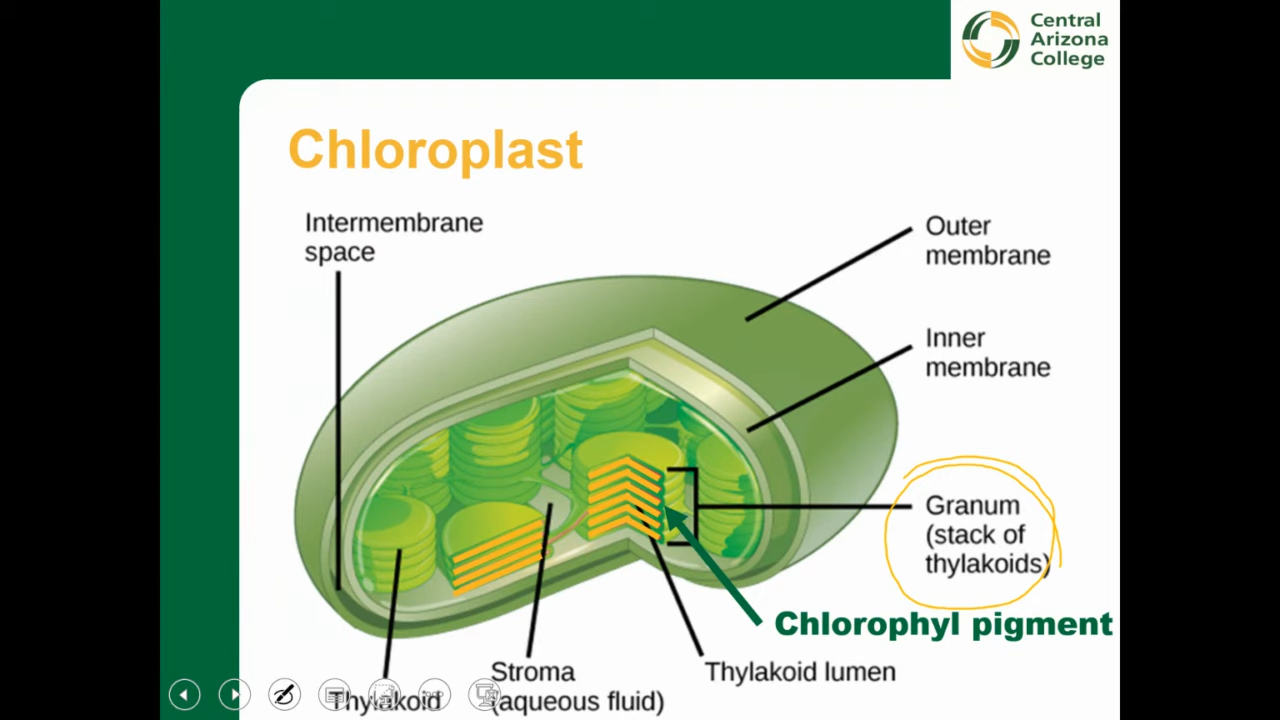 Central
Arizona
College
Chloroplast
Intermembrane
space
Outer
membrane
Inner
membrane
Granum
(stack of
thylakoids)
Chlorophyl pigment
Stroma
(aqueous fluid)
Thylakoid lumen
Thylakoid